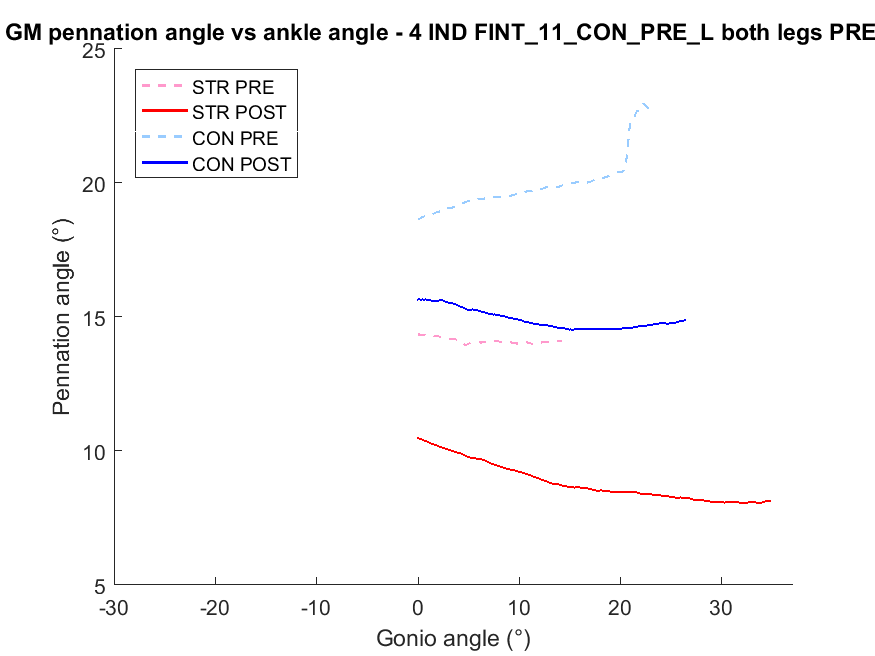 GM pennation angle vs ankle angle - 4 IND FINT_11_CON_PRE_L both legs PRE
25
STR PRE
STR POST
CON PRE
CON POST
20
15
10
5
Pennation angle (°)
-30 -20 -10 0 10 20 30
Gonio angle (°)